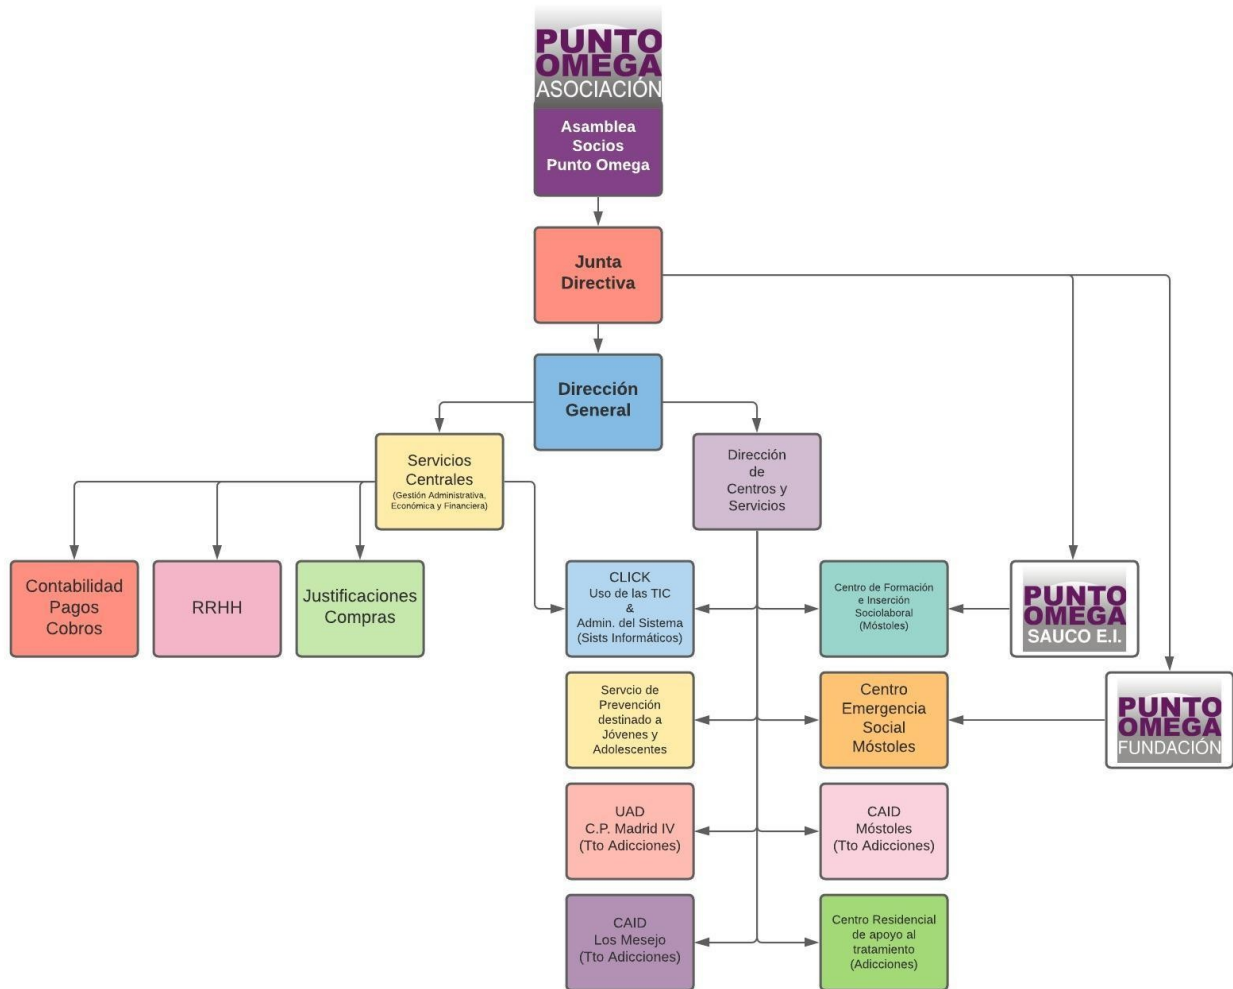 PUNTO
OMEGA
ASOCIACIÓN
Asamblea
Socios
Punto Omega
Junta
Directiva
Dirección
General
Servicios
Centrales
(Gestión Administrativa,
Económica y Financiera)
Dirección
de
Centros y
Servicios
Contabilidad
Pagos
Cobros
RRHH
Justificaciones
Compras
CLICK
Uso de las TIC
&
Admin. del Sistema
(Sists Informáticos)
Centro de Formación
e Inserción
Sociolaboral
(Móstoles)
PUNTO
OMEGA
SAUCO E.I.
Servcio de
Prevención
destinado a
Jóvenes y
Adolescentes
Centro
Emergencia
Social
Móstoles
PUNTO
OMEGA
FUNDACIÓN
UAD
C.P. Madrid IV
(Tto Adicciones)
CAID
Móstoles
(Tto Adicciones)
CAID
Los Mesejo
(Tto Adicciones)
Centro Residencial
de apoyo al
tratamiento
(Adicciones)